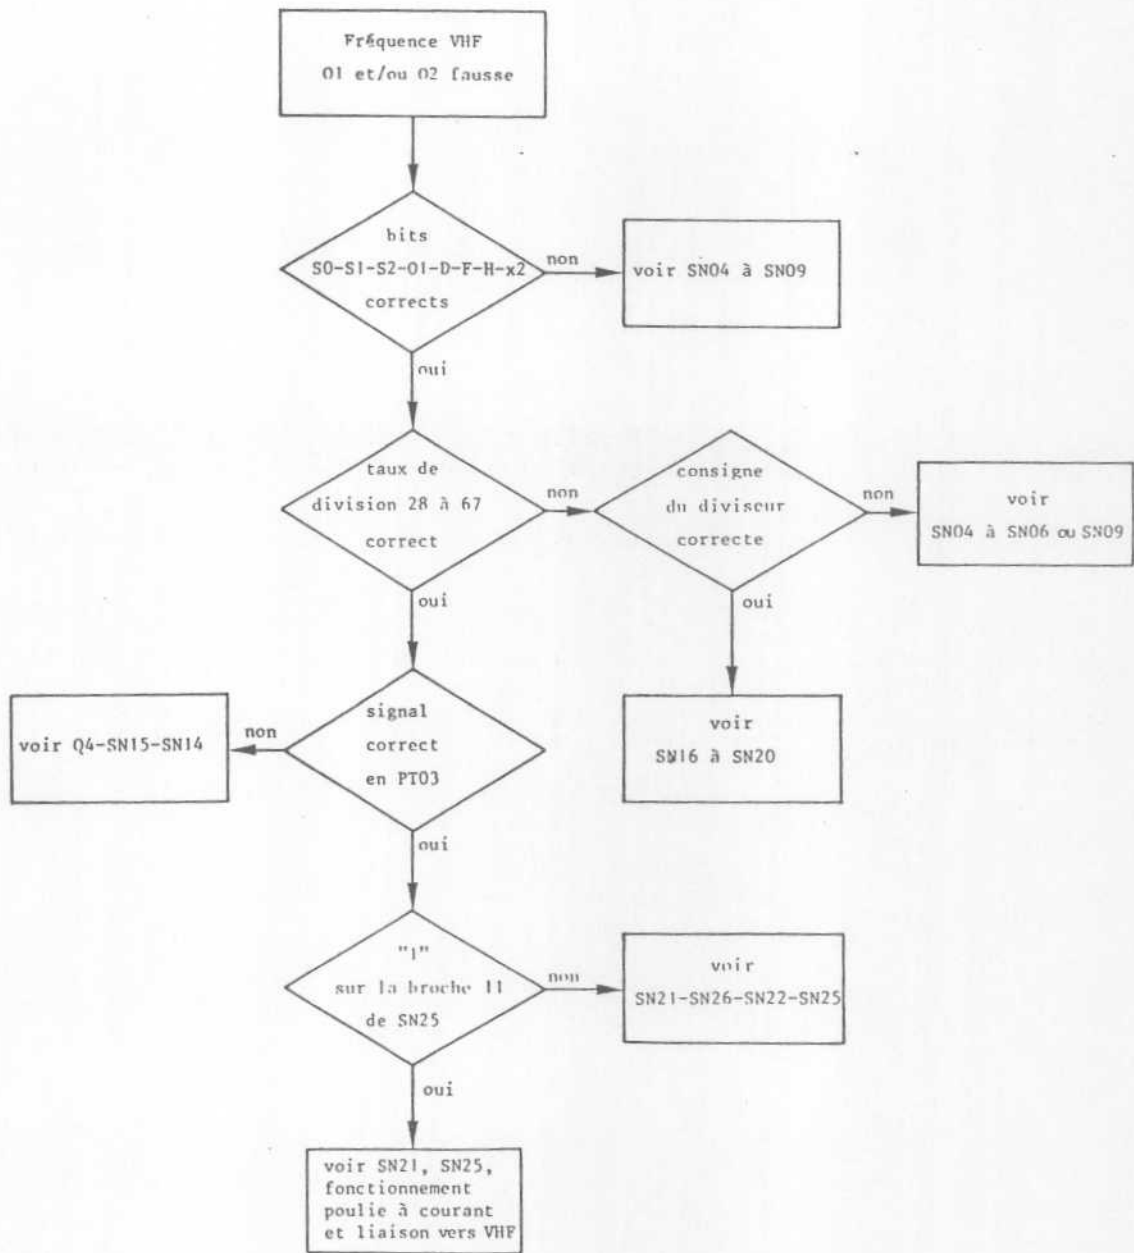 Fréquence VHF
O1 et/ou O2 fausse
bits
S0-S1-S2-O1-D-F-H-x2
corrects
non
voir SN04 à SN09
oui
taux de
division 28 à 67
correct
non
consigne
du diviseur
correcte
non
voir
SN04 à SN06 ou SN09
oui
oui
voir
SN16 à SN20
signal
correct
en PT03
non
voir Q4-SN15-SN14
oui
"1"
sur la broche 11
de SN25
non
voir
SN21-SN26-SN22-SN25
oui
voir SN21, SN25,
fonctionnement
poulie à courant
et liaison vers VHF